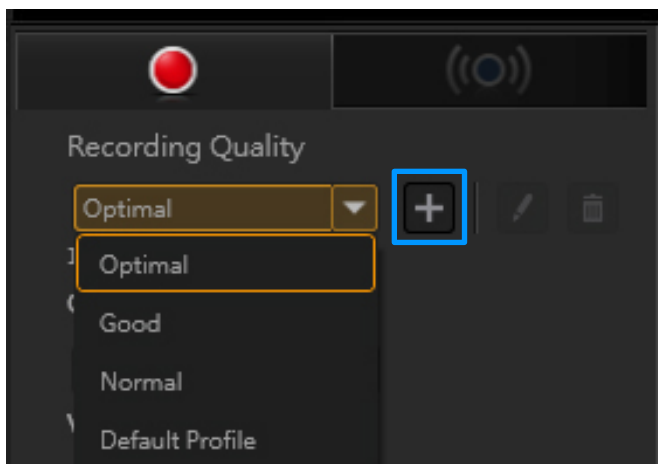 Recording Quality
Optimal
Optimal
Good
Normal
Default Profile